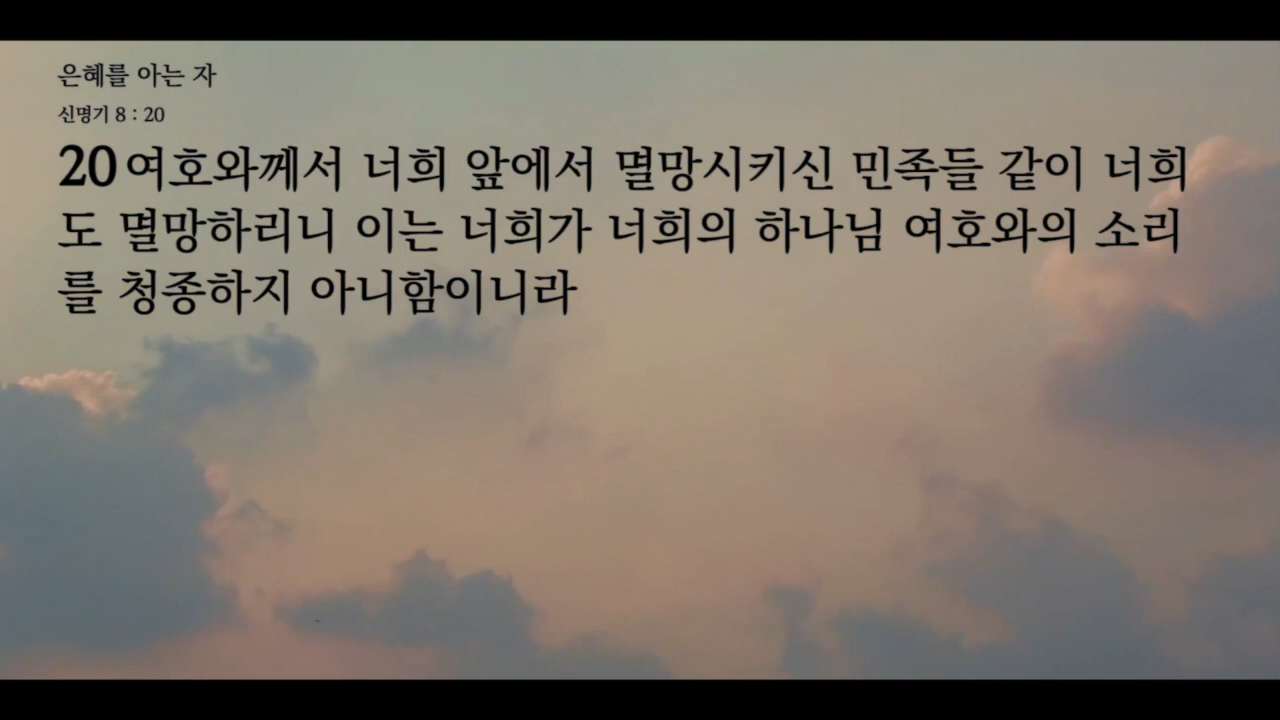 은혜를 아는 자
신명기 8 : 20
20 여호와께서 너희 앞에서 멸망시키신 민족들 같이 너희
도 멸망하리니 이는 너희가 너희의 하나님 여호와의 소리
를 청종하지 아니함이니라